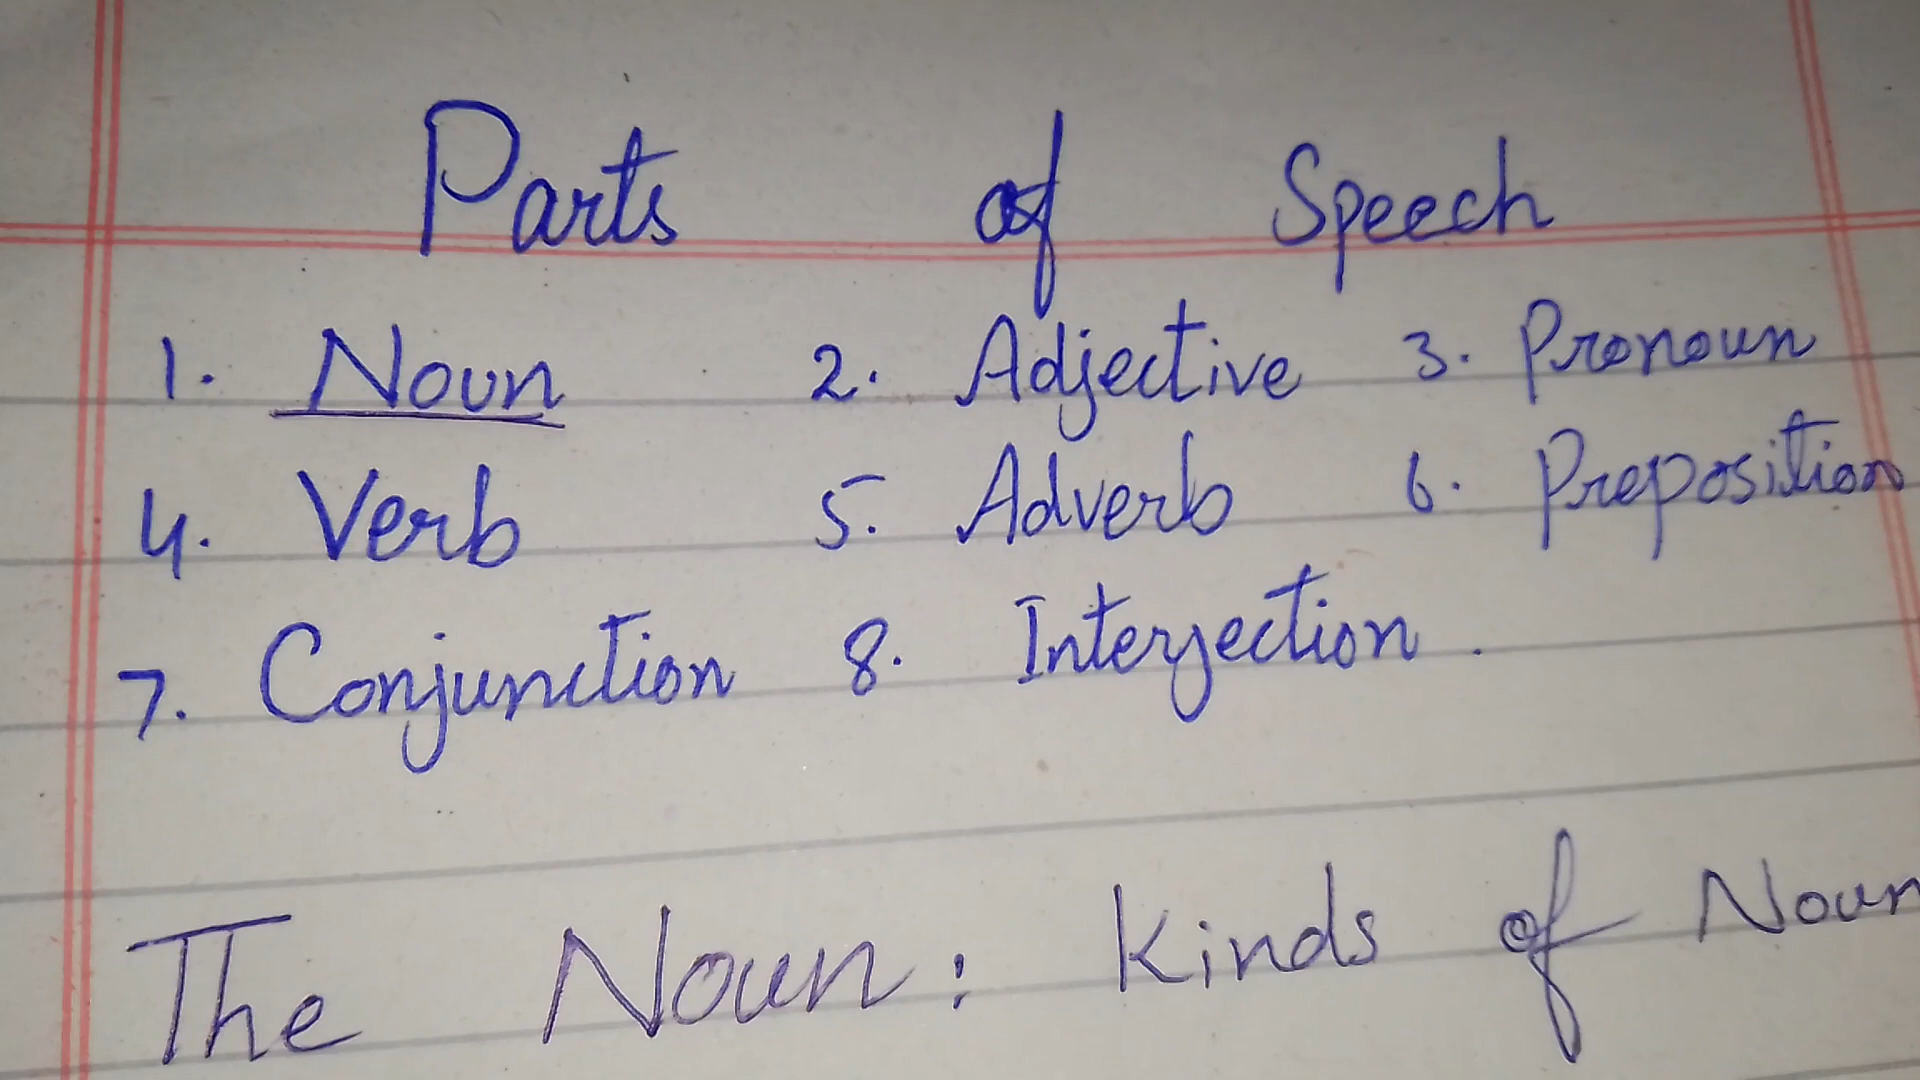 Parts of Speech
1. Noun 2. Adjective 3. Pronoun
4. Verb 5. Adverb 6. Preposition
7. Conjunction 8. Interjection.
The Noun: Kinds of Noun